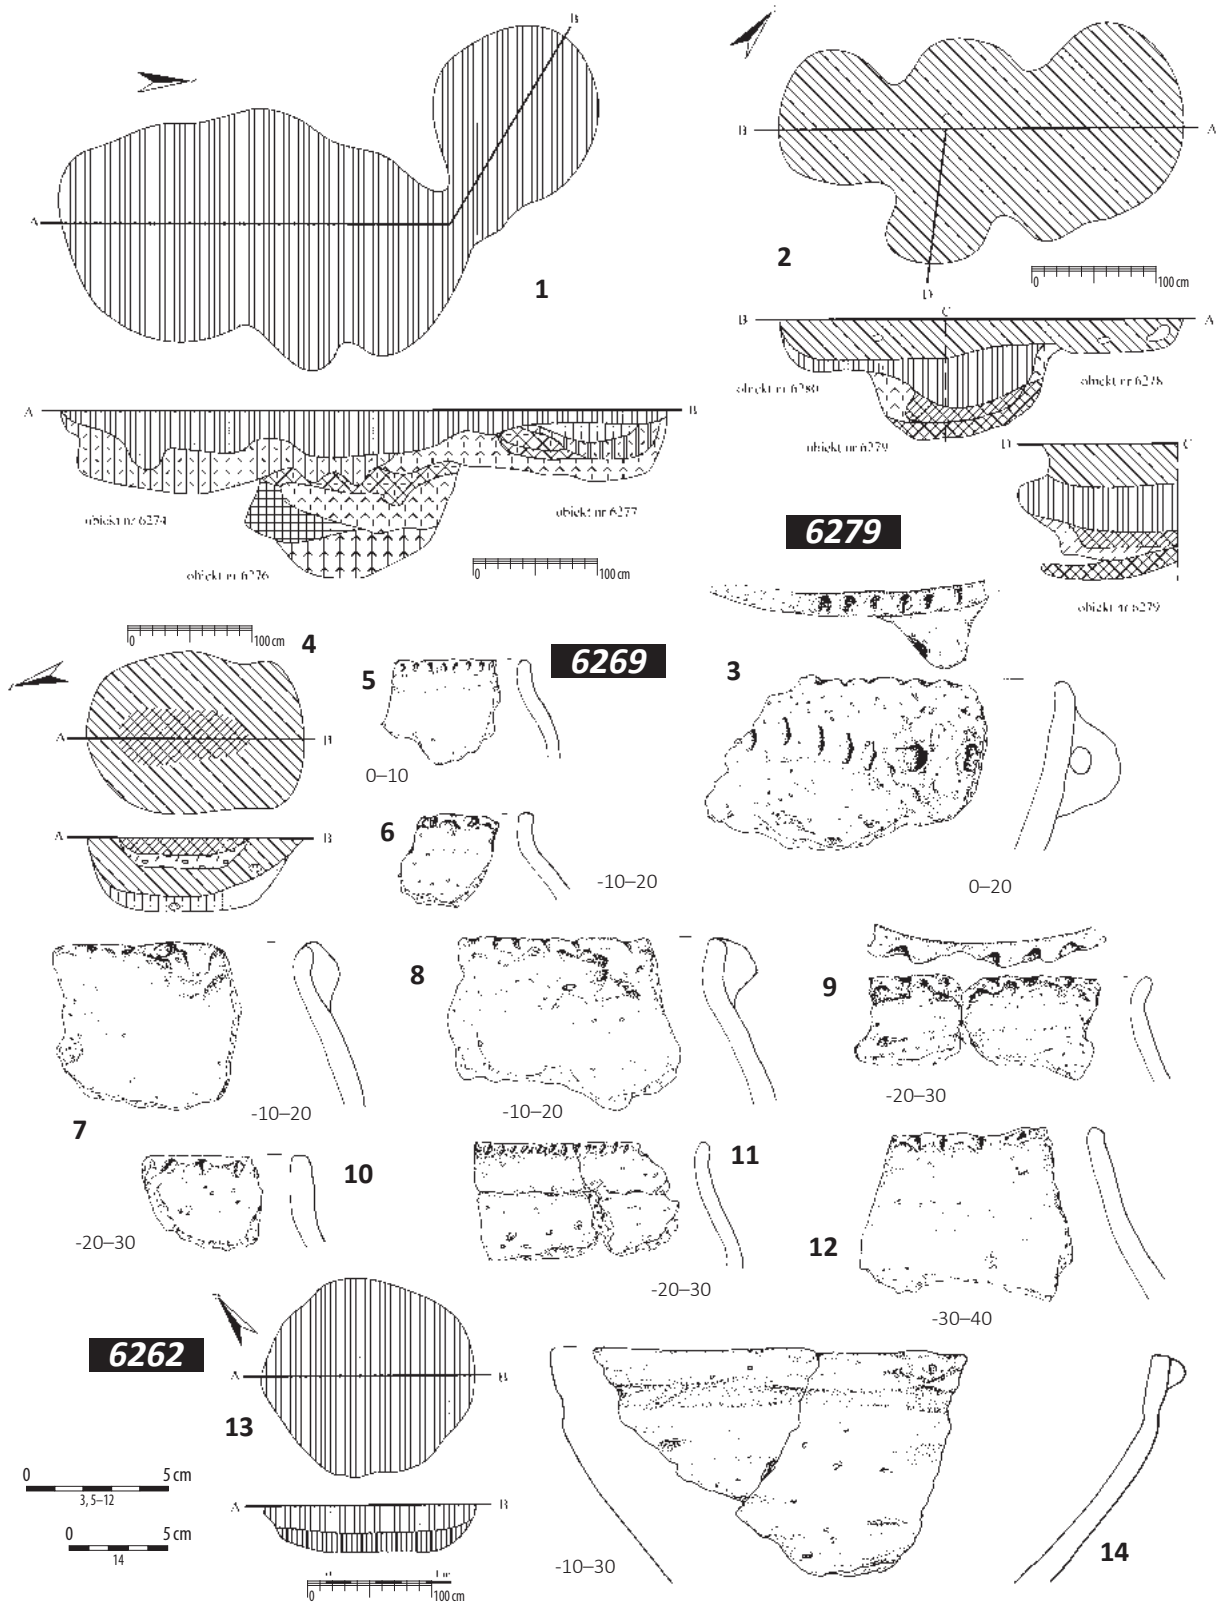 B
A
1
A
B
obiekt nr 6274
obiekt nr 6277
obiekt nr 6276
0 100 cm
B
A
C
D
2
0 100 cm
B
C
A
obiekt nr 6280
obiekt nr 6278
obiekt nr 6279
D
C
obiekt nr 6279
6279
3
0–20
0 100 cm
4
A
B
A
B
6269
5
0–10
6
-10–20
7
-10–20
8
-10–20
9
-20–30
10
-20–30
11
-20–30
12
-30–40
6262
A
B
13
A
B
0 100 cm
0 5 cm
3, 5–12
0 5 cm
14
-10–30
14